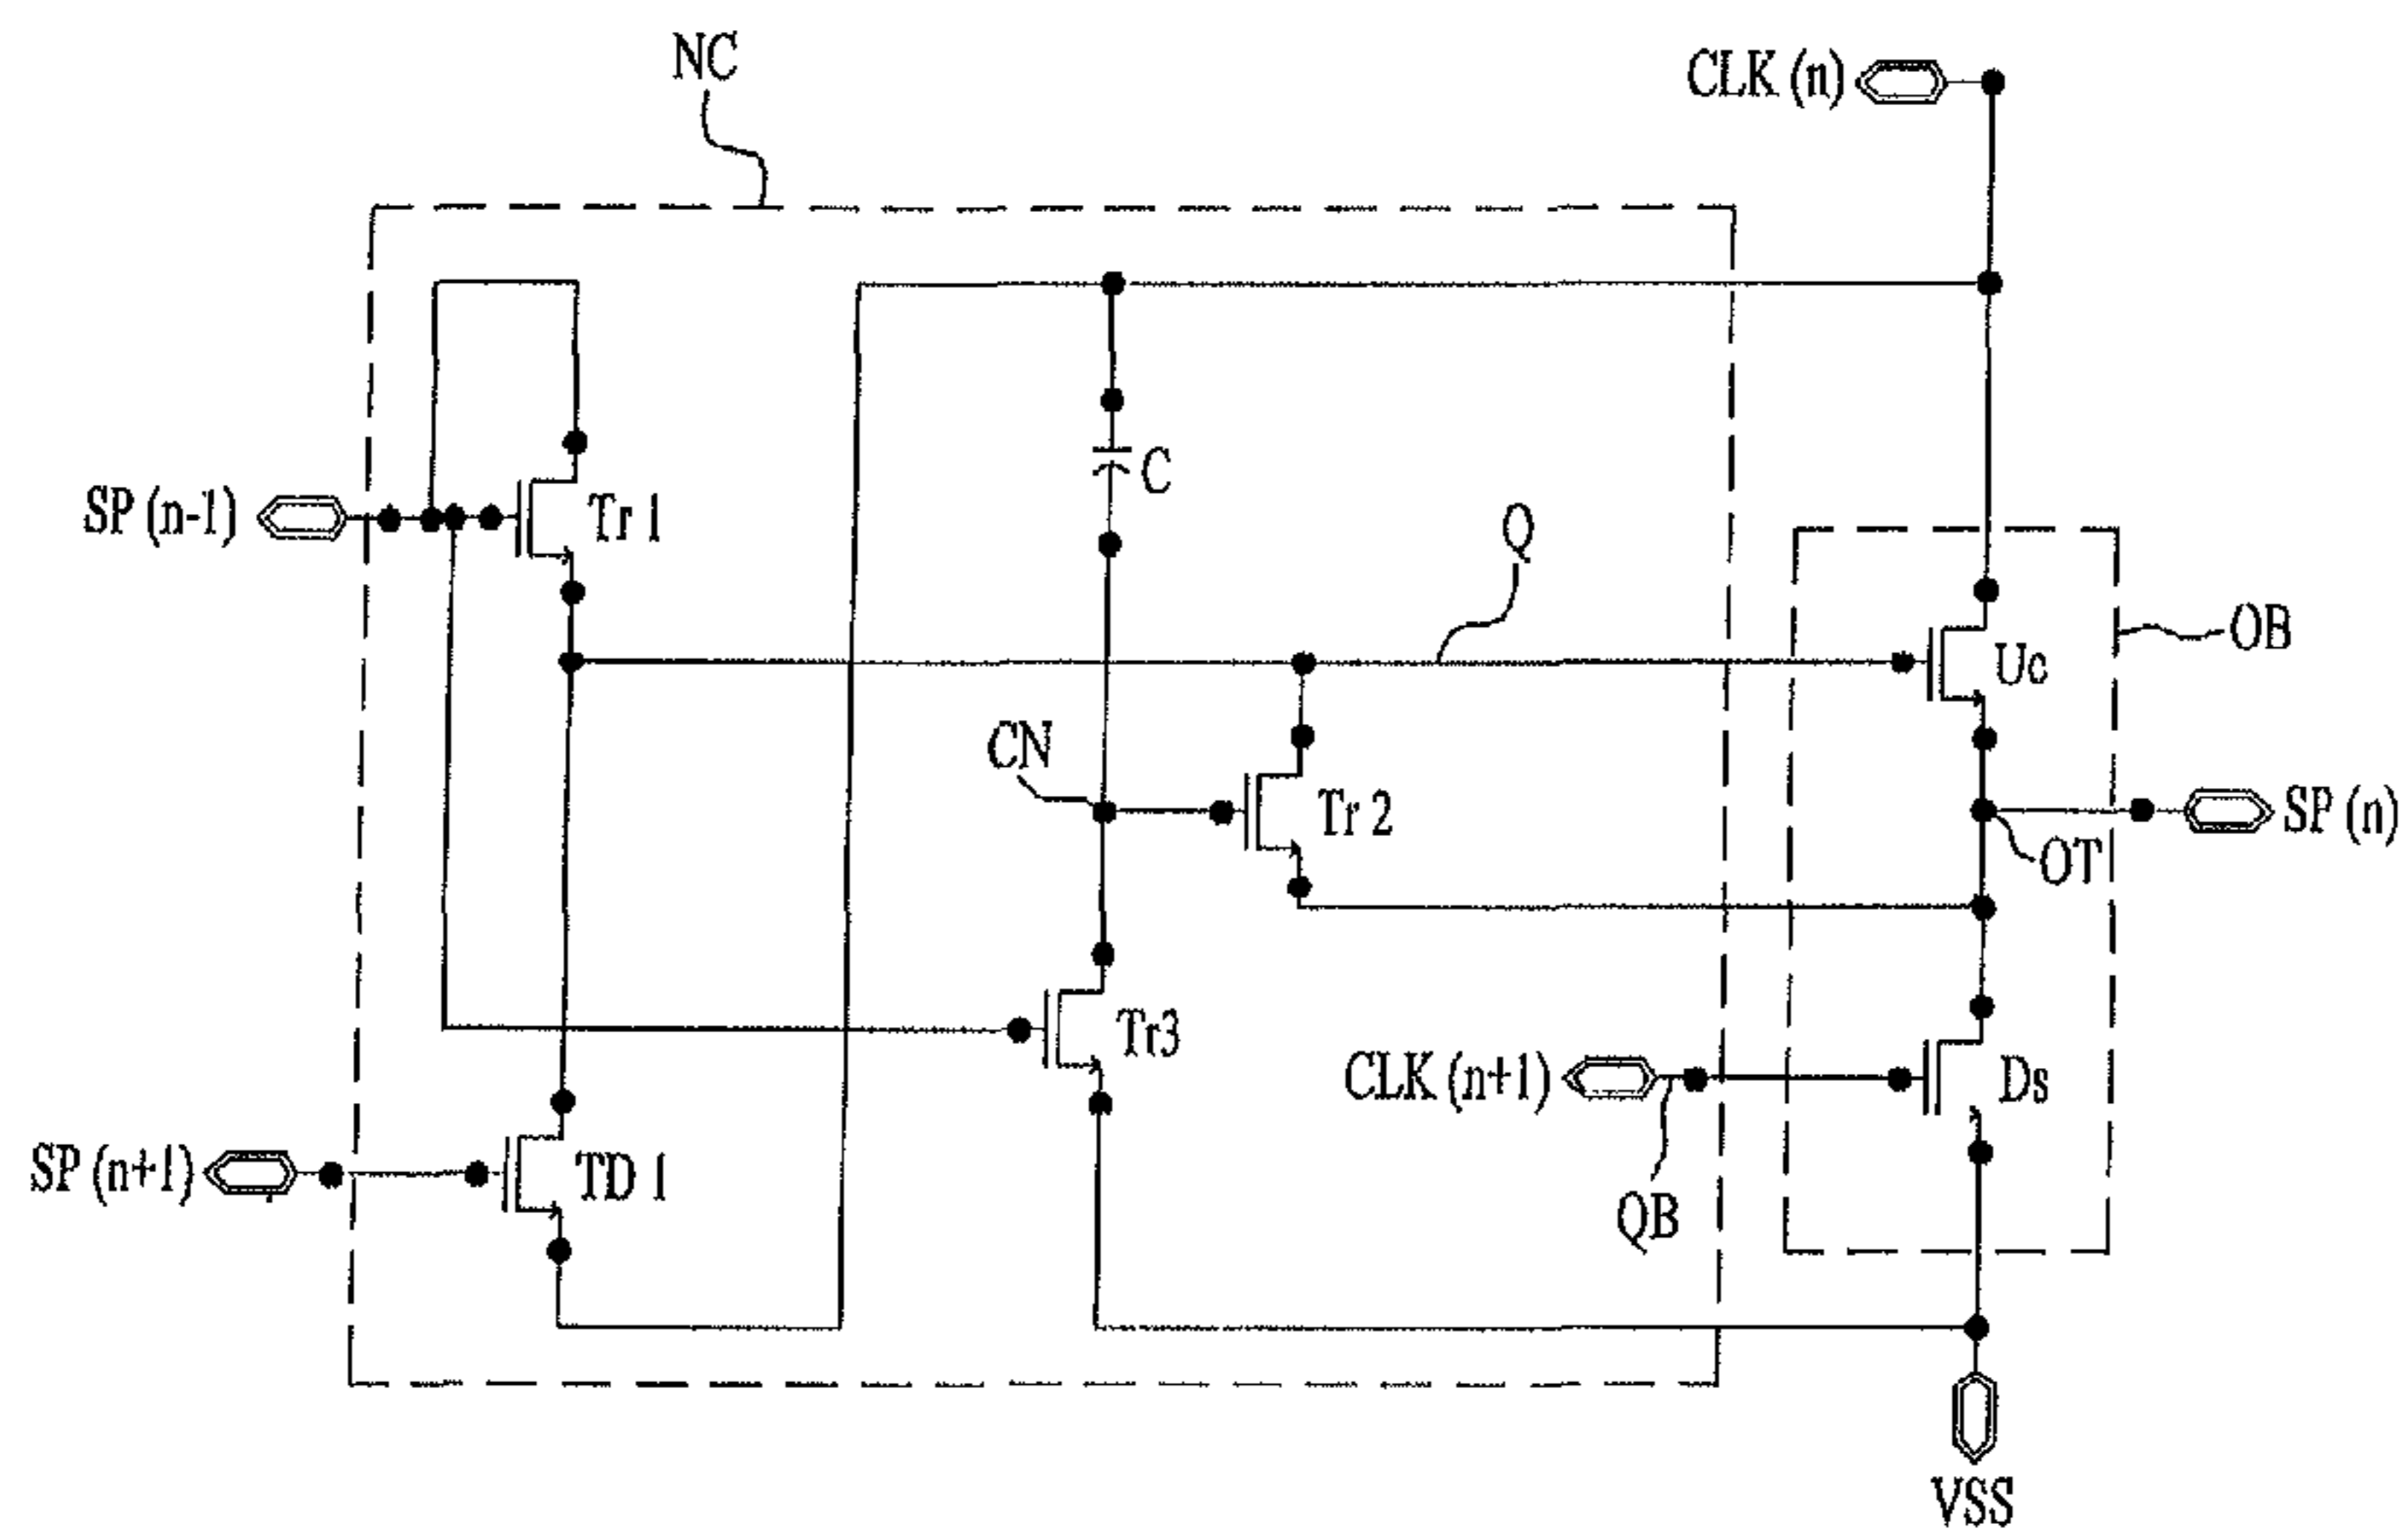 NC
CLK (n)
SP (n-1)
Tr 1
C
Q
OB
Uc
CN
Tr 2
SP (n)
OT
Tr3
CLK (n+1)
Ds
SP (n+1)
TD 1
QB
VSS